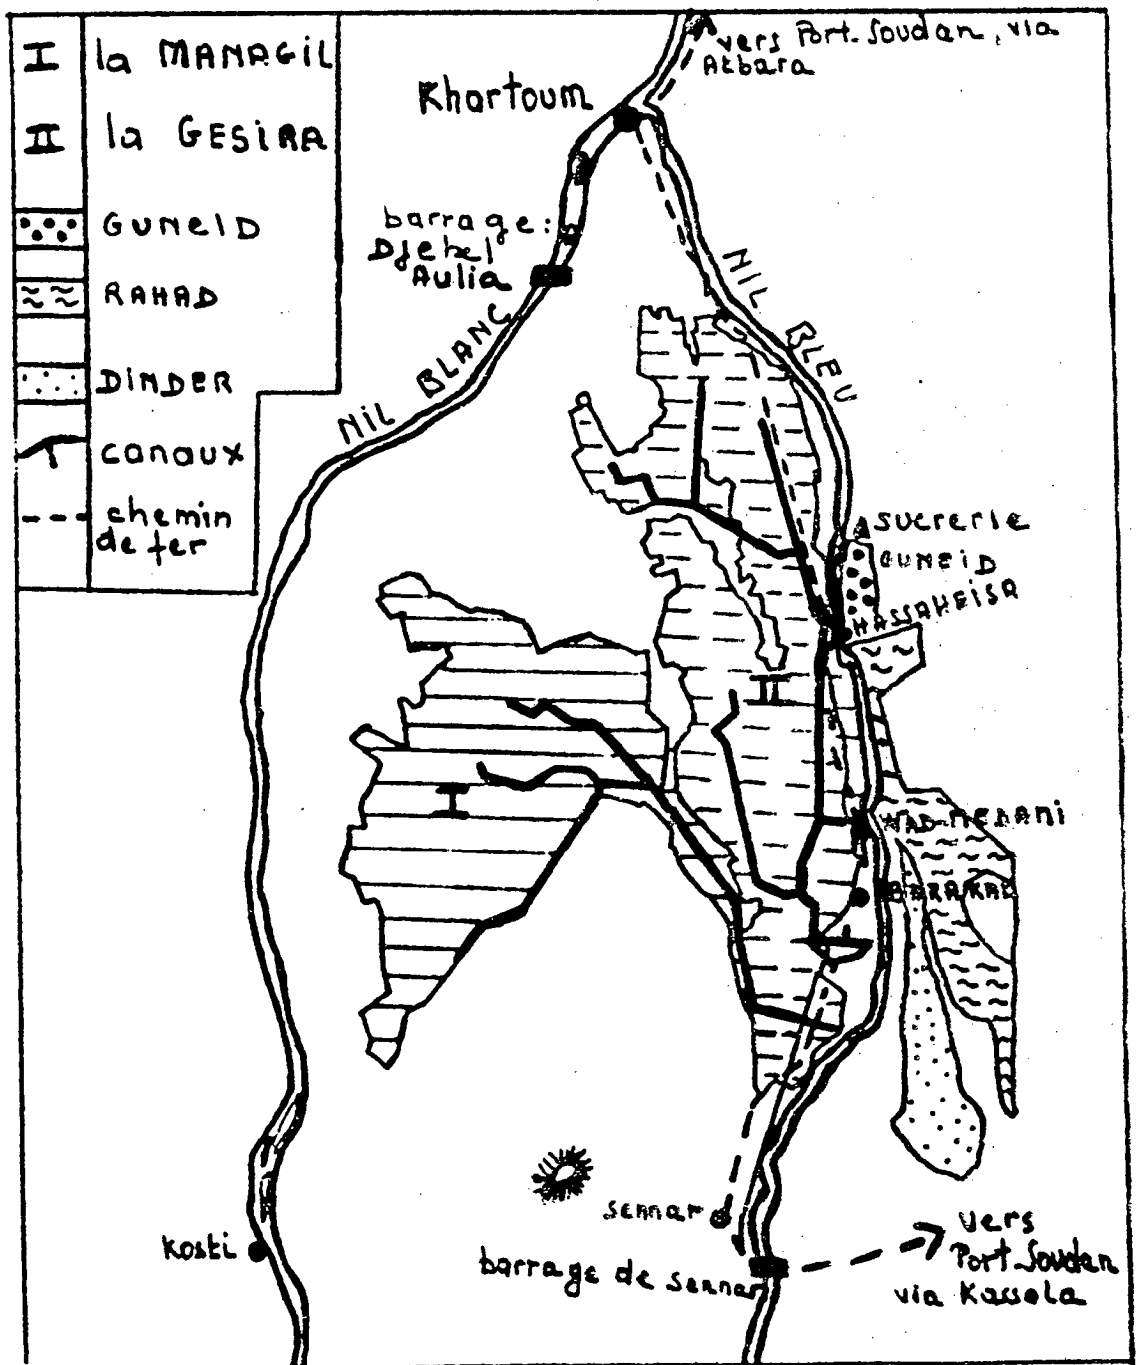 I la MANAGIL
II la GESIRA
GUNEID
RAHAD
DINDER
canaux
chemin
de fer
vers Port-Soudan, via
Atbara
Khartoum
barrage:
Djebel
Aulia
NIL BLANC
NIL BLEU
sucrerie
GUNEID
HASSAHEISA
II
I
WAD-MEDANI
BARAKAT
sennar
Kosti
barrage de sennar
vers
Port-Soudan
via Kassola